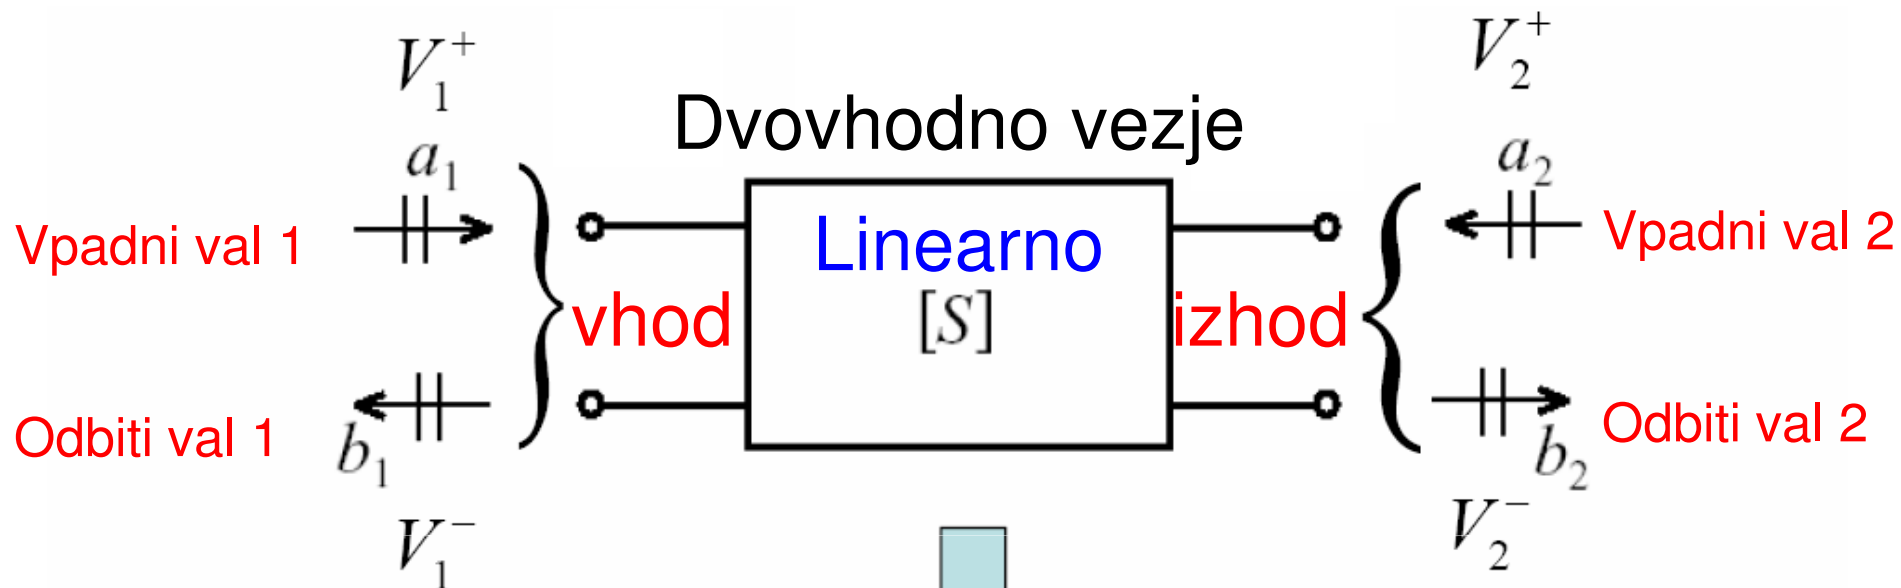 V₁⁺ V₂⁺
Dvovhodno vezje
a₁ a₂
Vpadni val 1 Linearno Vpadni val 2
vhod [S] izhod
Odbiti val 1 b₁ b₂ Odbiti val 2
V₁⁻ V₂⁻